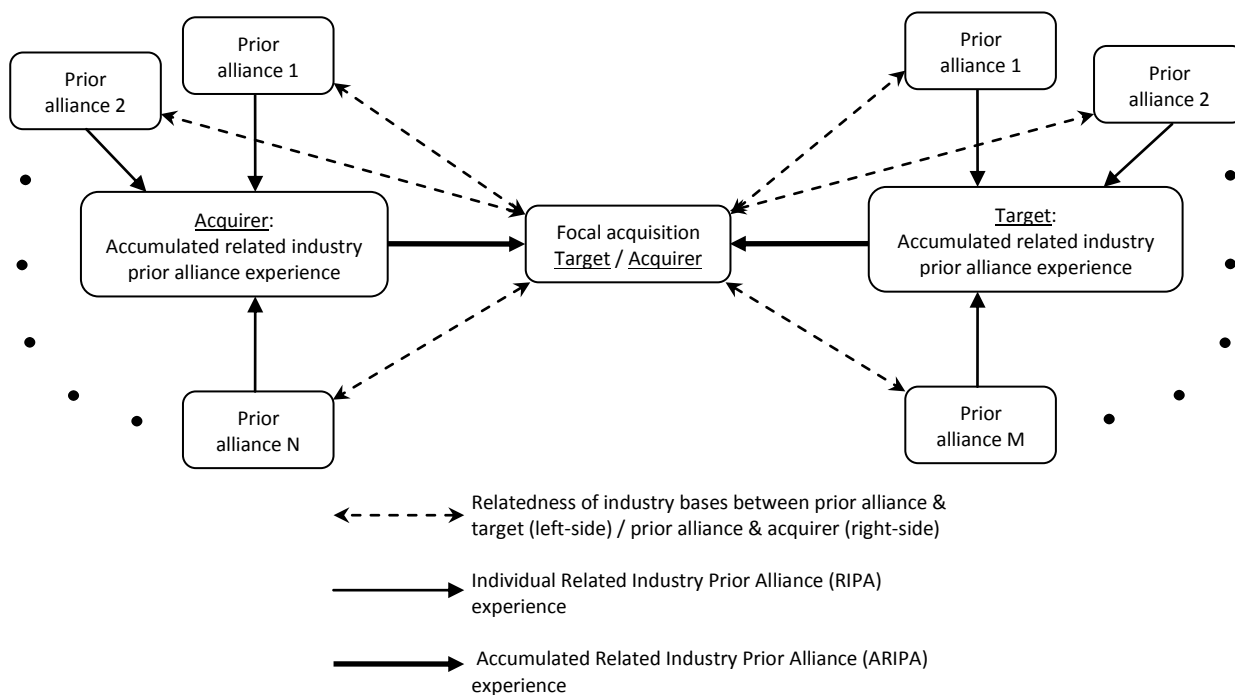 Prior
alliance 1
Prior
alliance 2
Acquirer:
Accumulated related industry
prior alliance experience
Prior
alliance N
Focal acquisition
Target / Acquirer
Prior
alliance 1
Prior
alliance 2
Target:
Accumulated related industry
prior alliance experience
Prior
alliance M
Relatedness of industry bases between prior alliance &
target (left-side) / prior alliance & acquirer (right-side)
Individual Related Industry Prior Alliance (RIPA)
experience
Accumulated Related Industry Prior Alliance (ARIPA)
experience